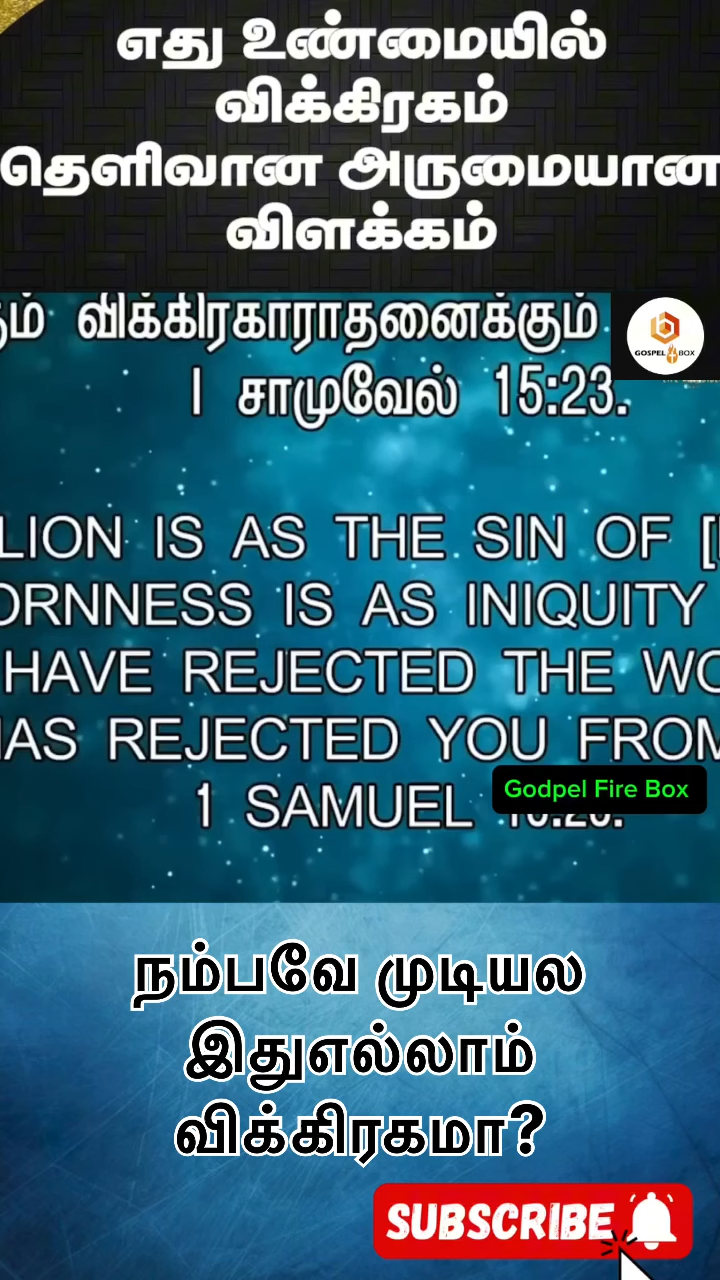 எது உண்மையில்
விக்கிரகம்
தெளிவான அருமையான
விளக்கம்
விக்கிரகாராதனைக்கும்
GOSPEL BOX
I சாமுவேல் 15:23.
LION IS AS THE SIN OF [
ORNNESS IS AS INIQUITY
HAVE REJECTED THE WO
AS REJECTED YOU FROM
Godpel Fire Box
1 SAMUEL
நம்பவே முடியல
இதுஎல்லாம்
விக்கிரகமா?
SUBSCRIBE